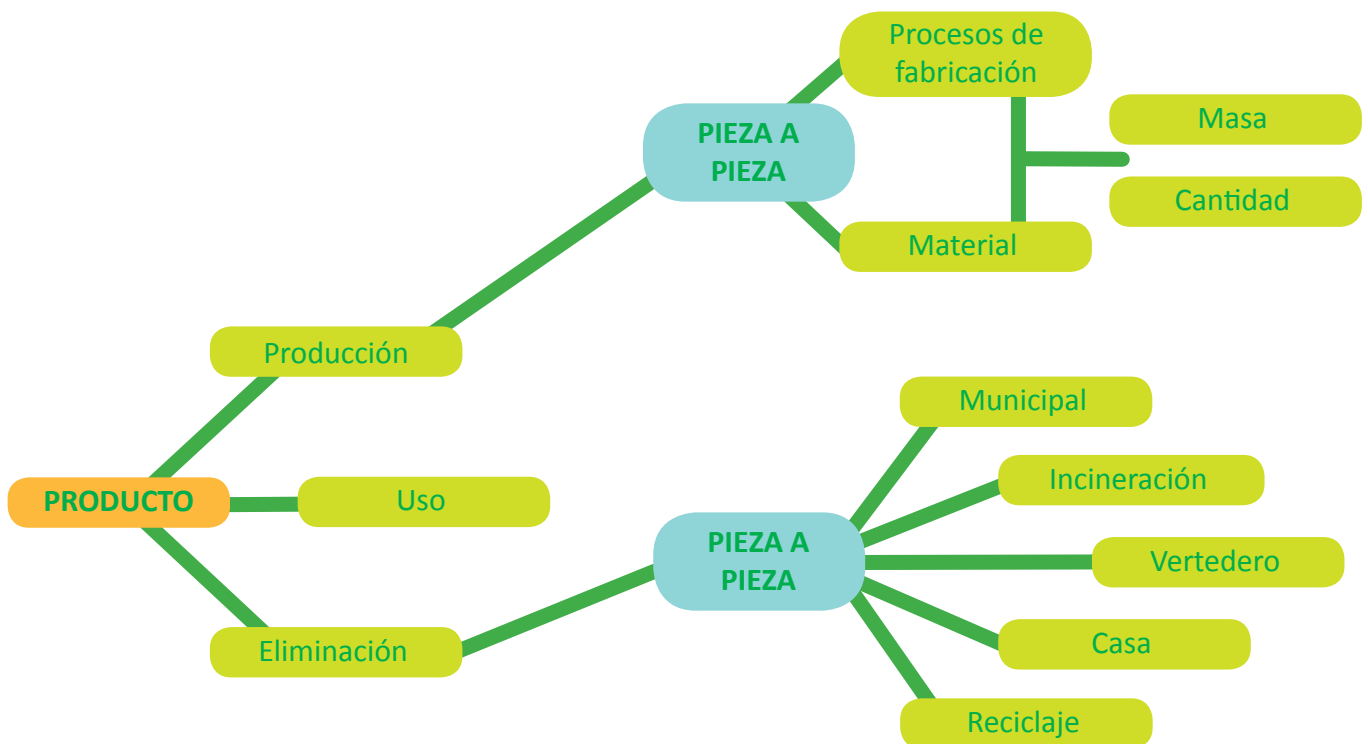 Procesos de
fabricación
PIEZA A
PIEZA
Masa
Cantidad
Material
Producción
Municipal
Incineración
PRODUCTO
Uso
PIEZA A
PIEZA
Vertedero
Eliminación
Casa
Reciclaje